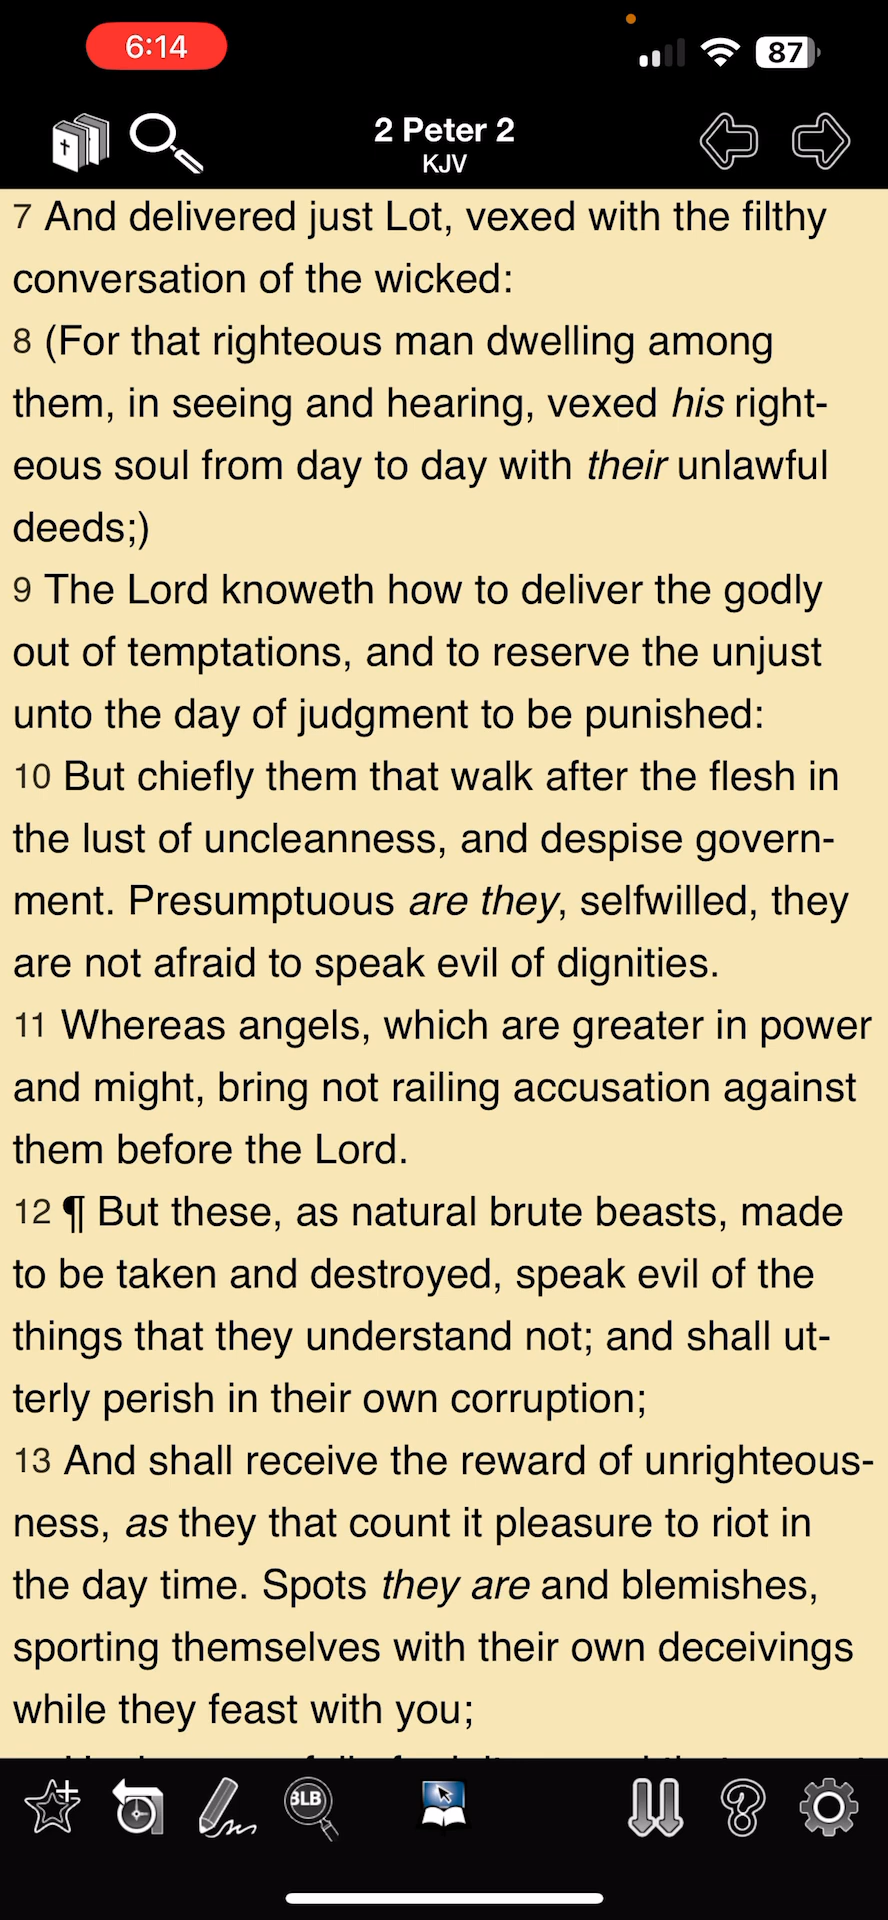 6:14
87
2 Peter 2
KJV
7 And delivered just Lot, vexed with the filthy
conversation of the wicked:
8 (For that righteous man dwelling among
them, in seeing and hearing, vexed his right-
eous soul from day to day with their unlawful
deeds;)
9 The Lord knoweth how to deliver the godly
out of temptations, and to reserve the unjust
unto the day of judgment to be punished:
10 But chiefly them that walk after the flesh in
the lust of uncleanness, and despise govern-
ment. Presumptuous are they, selfwilled, they
are not afraid to speak evil of dignities.
11 Whereas angels, which are greater in power
and might, bring not railing accusation against
them before the Lord.
12 ¶ But these, as natural brute beasts, made
to be taken and destroyed, speak evil of the
things that they understand not; and shall ut-
terly perish in their own corruption;
13 And shall receive the reward of unrighteous-
ness, as they that count it pleasure to riot in
the day time. Spots they are and blemishes,
sporting themselves with their own deceivings
while they feast with you;
BLB